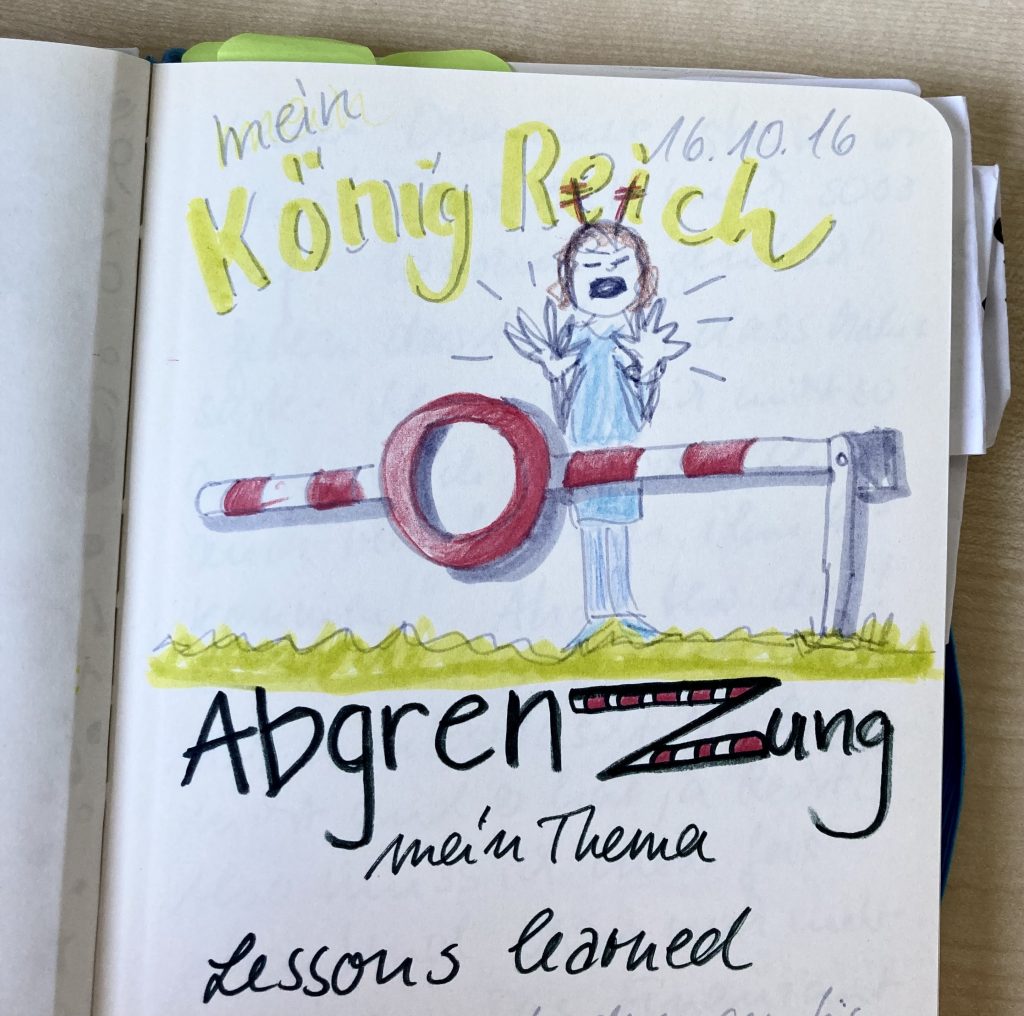 mein
16.10.16
König Reich
Abgrenzung
mein Thema
Lessons learned